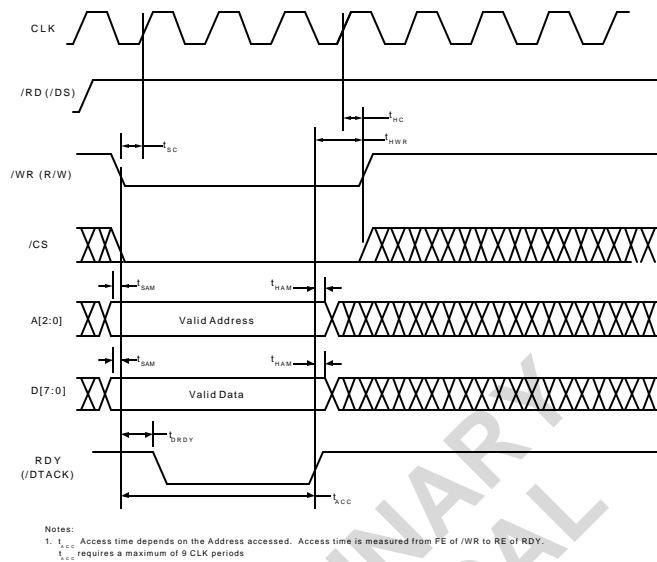 CLK
/RD (/DS)
tHC
tHWR
tSC
/WR (R/W)
/CS
tSAM
tHAM
A[2:0]
Valid Address
tSAM
tHAM
D[7:0]
Valid Data
tDRDY
RDY
(/DTACK)
tACC
Notes:
1. tACC Access time depends on the Address accessed. Access time is measured from FE of /WR to RE of RDY.
tACC requires a maximum of 9 CLK periods